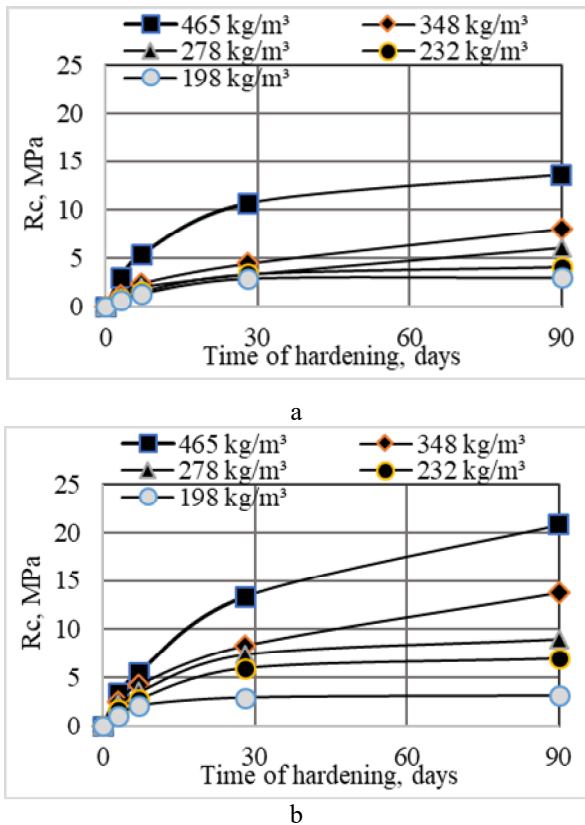 465 kg/m³ 348 kg/m³
278 kg/m³ 232 kg/m³
198 kg/m³
25
20
15
10
5
0
Rc, MPa
0 30 60 90
Time of hardening, days
a
465 kg/m³ 348 kg/m³
278 kg/m³ 232 kg/m³
198 kg/m³
25
20
15
10
5
0
Rc, MPa
0 30 60 90
Time of hardening, days
b